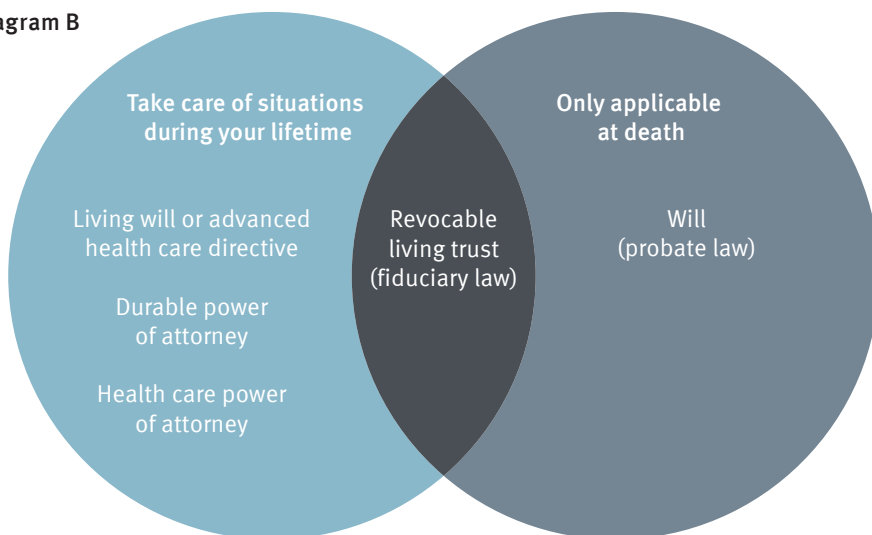 agram B
Take care of situations
during your lifetime
Living will or advanced
health care directive
Durable power
of attorney
Health care power
of attorney
Revocable
living trust
(fiduciary law)
Only applicable
at death
Will
(probate law)